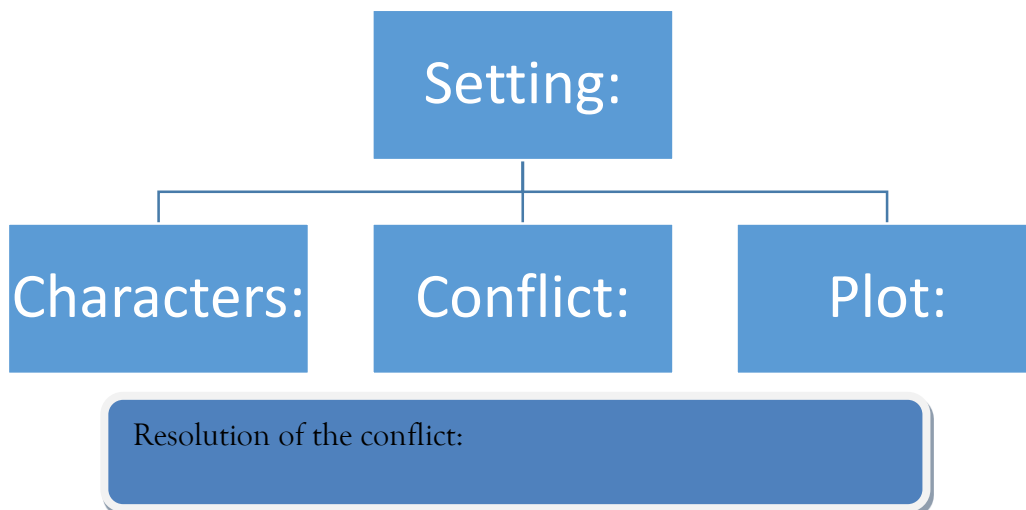 Setting:
Characters:
Conflict:
Plot:
Resolution of the conflict: